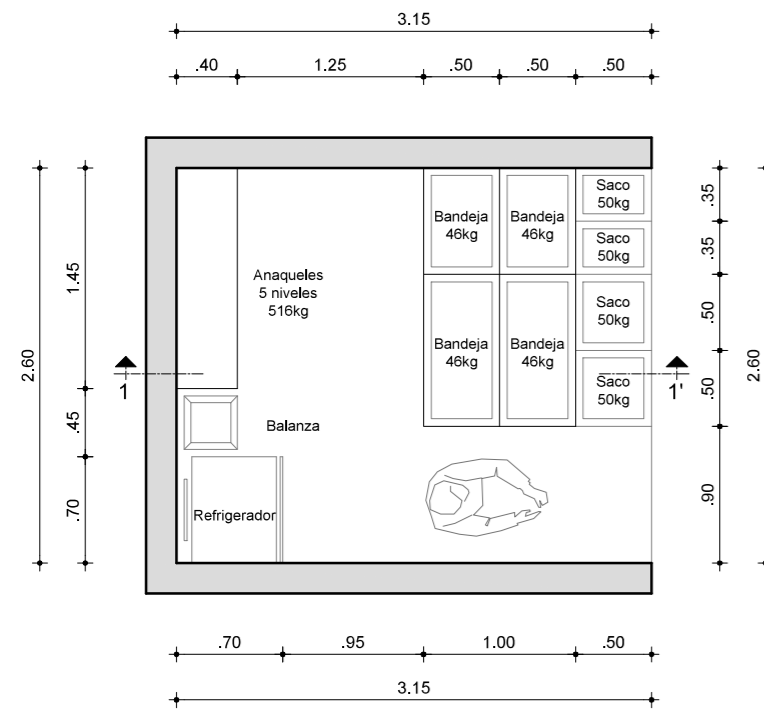 3.15
.40 1.25 .50 .50 .50
Saco
50kg
Bandeja
46kg
Bandeja
46kg
Saco
50kg
.35
.35
1.45
Anaqueles
5 niveles
516kg
Saco
50kg
.50
Bandeja
46kg
Bandeja
46kg
2.60
2.60
1
1'
Saco
50kg
.50
.45
Balanza
.70
Refrigerador
.90
.70 .95 1.00 .50
3.15